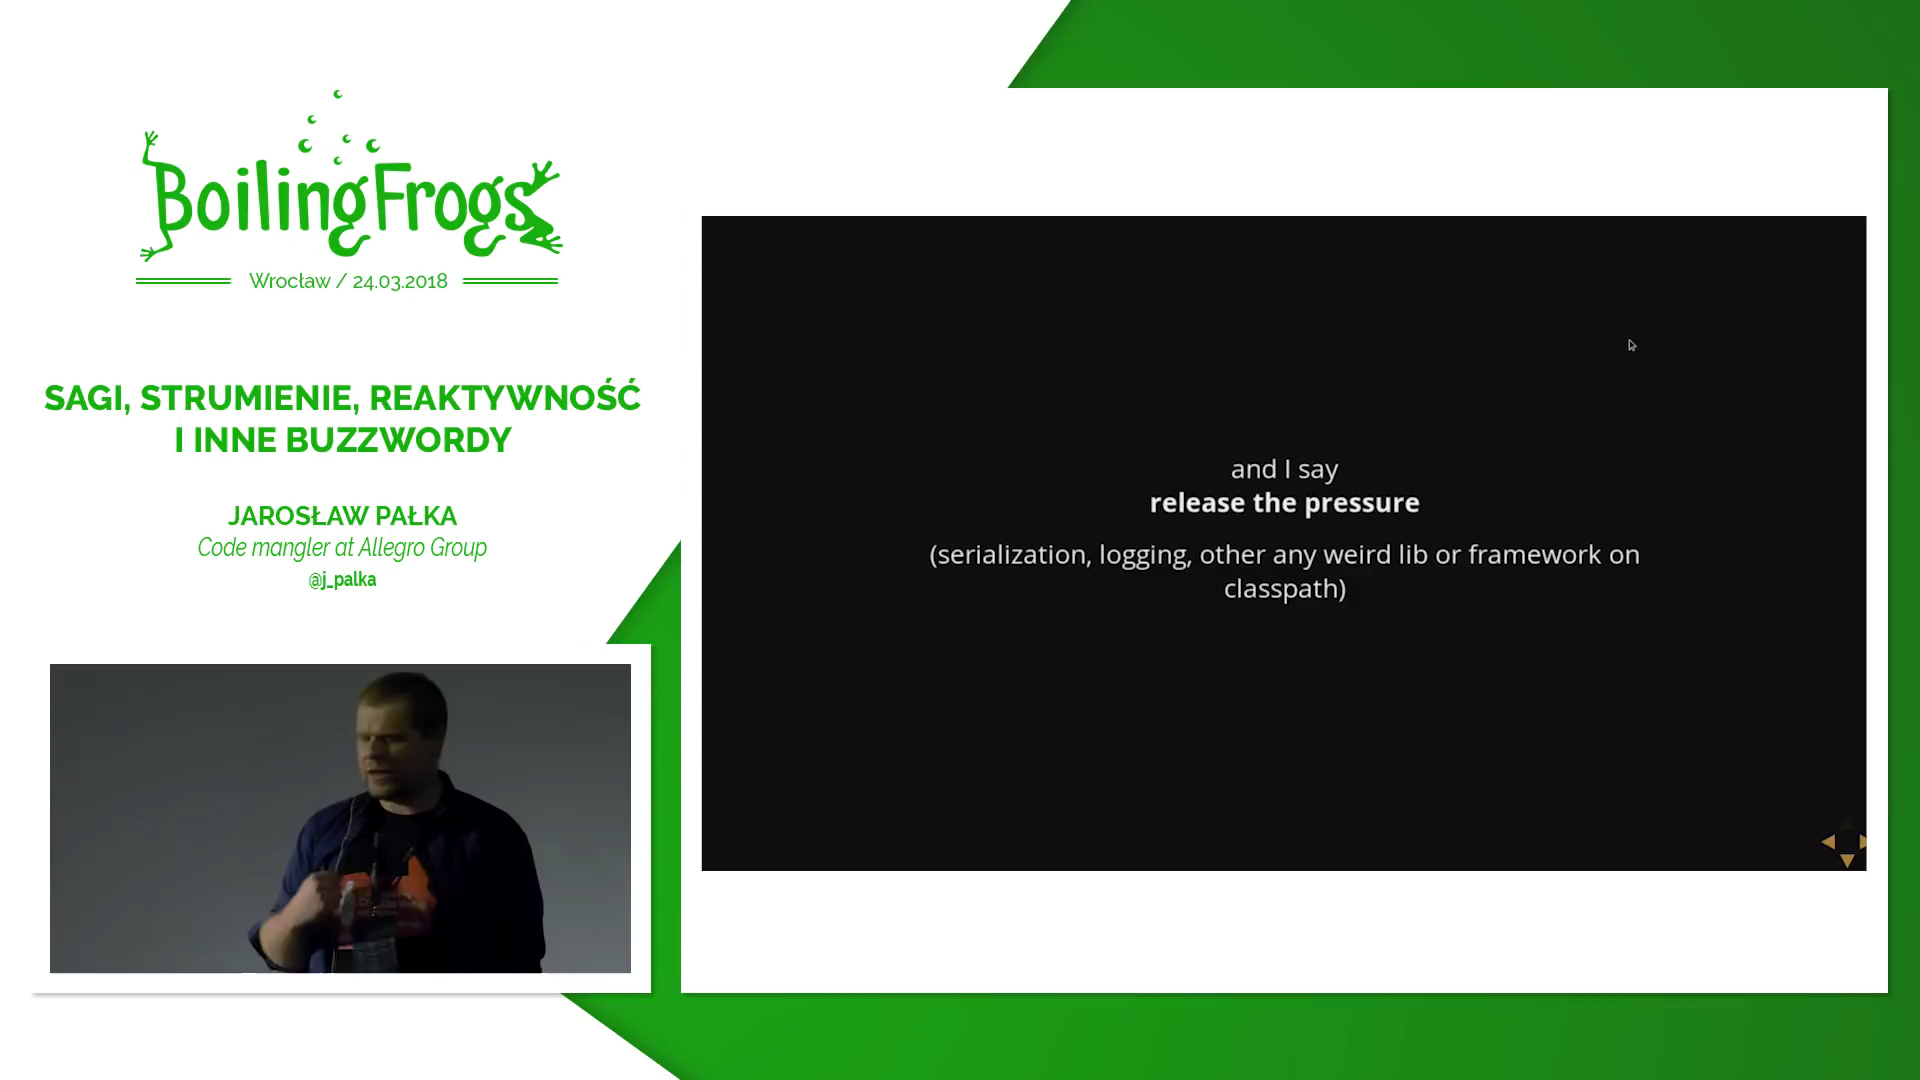 BoilingFrogs
Wrocław / 24.03.2018
SAGI, STRUMIENIE, REAKTYWNOŚĆ
I INNE BUZZWORDY
JAROSŁAW PAŁKA
Code mangler at Allegro Group
@j_palka
and I say
release the pressure
(serialization, logging, other any weird lib or framework on
classpath)